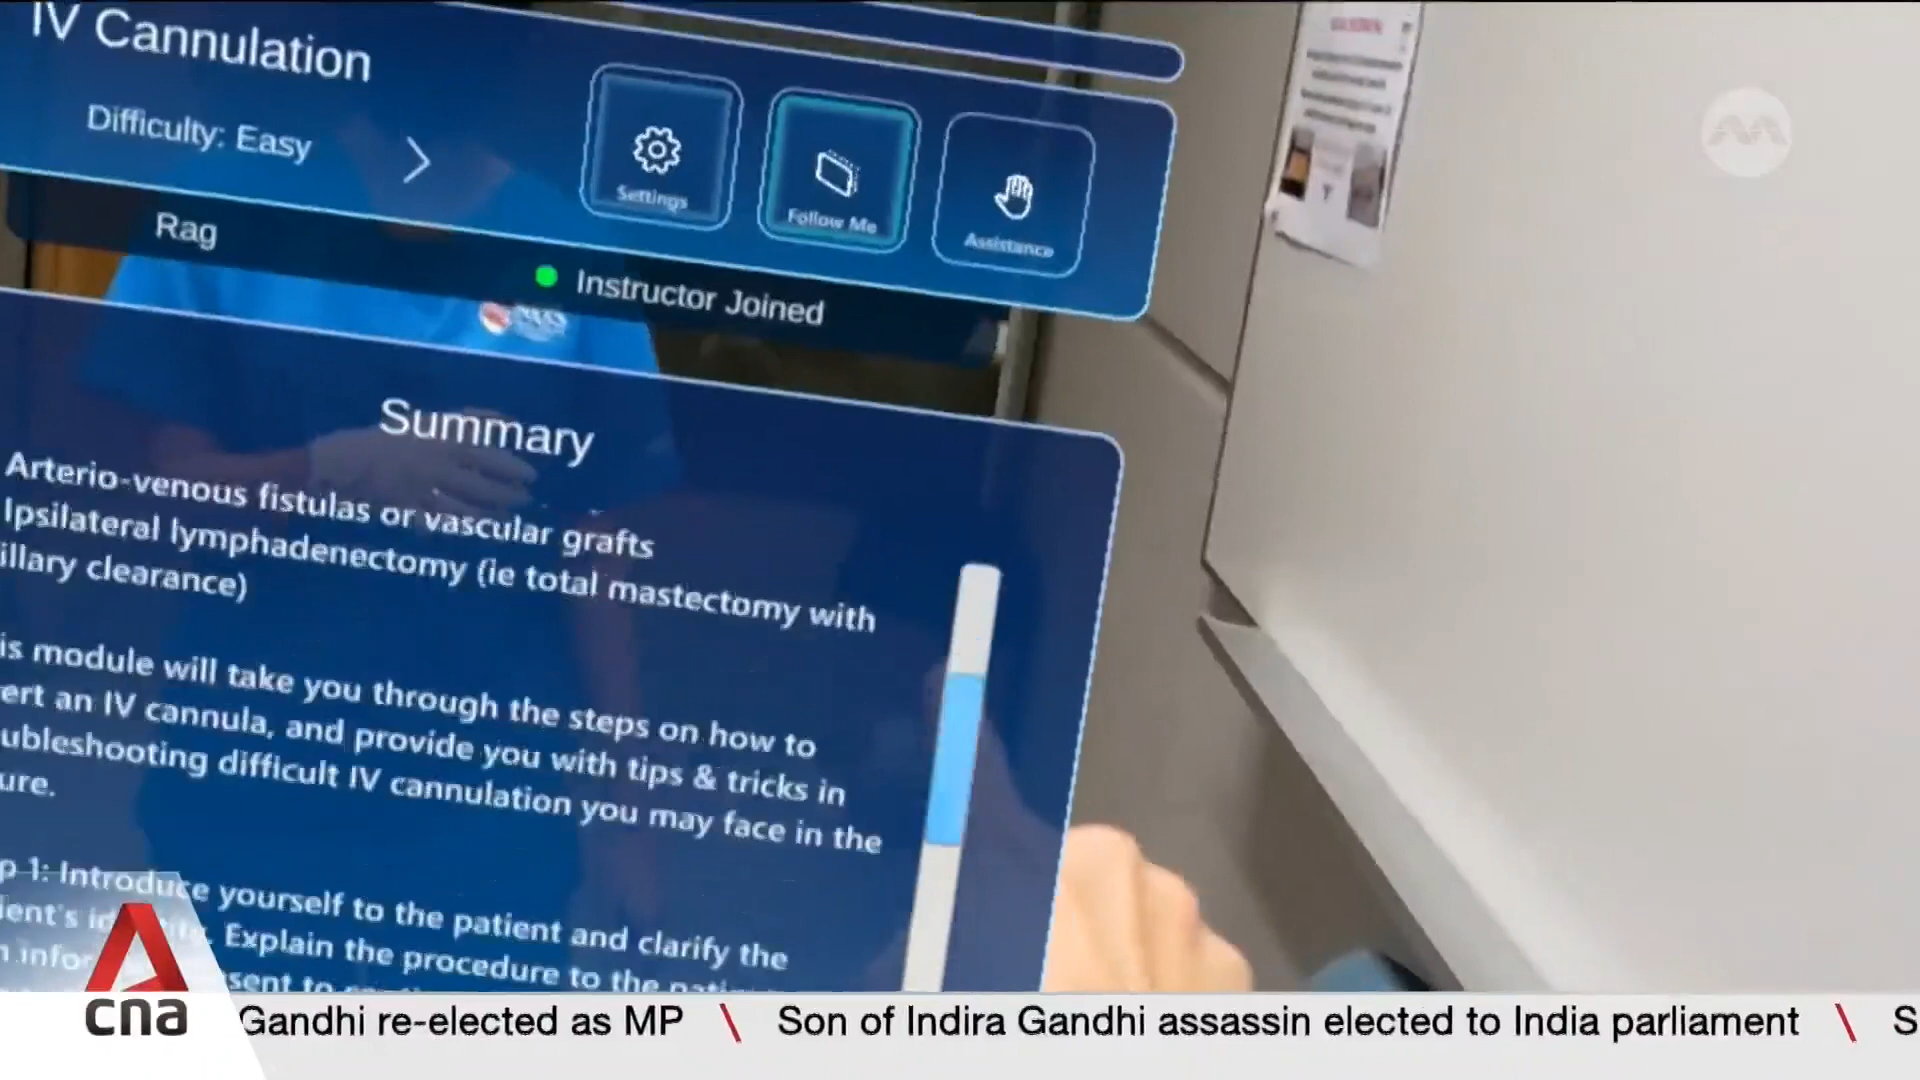 IV Cannulation
Difficulty: Easy
Settings
Follow Me
Assistance
Rag
Instructor Joined
Summary
Arterio-venous fistulas or vascular grafts
Ipsilateral lymphadenectomy (ie total mastectomy with
illary clearance)
is module will take you through the steps on how to
ert an IV cannula, and provide you with tips & tricks in
ubleshooting difficult IV cannulation you may face in the
ure.
p 1: Introduce yourself to the patient and clarify the
ient's Explain the procedure to the
sent to
cna
Gandhi re-elected as MP \ Son of Indira Gandhi assassin elected to India parliament \ S